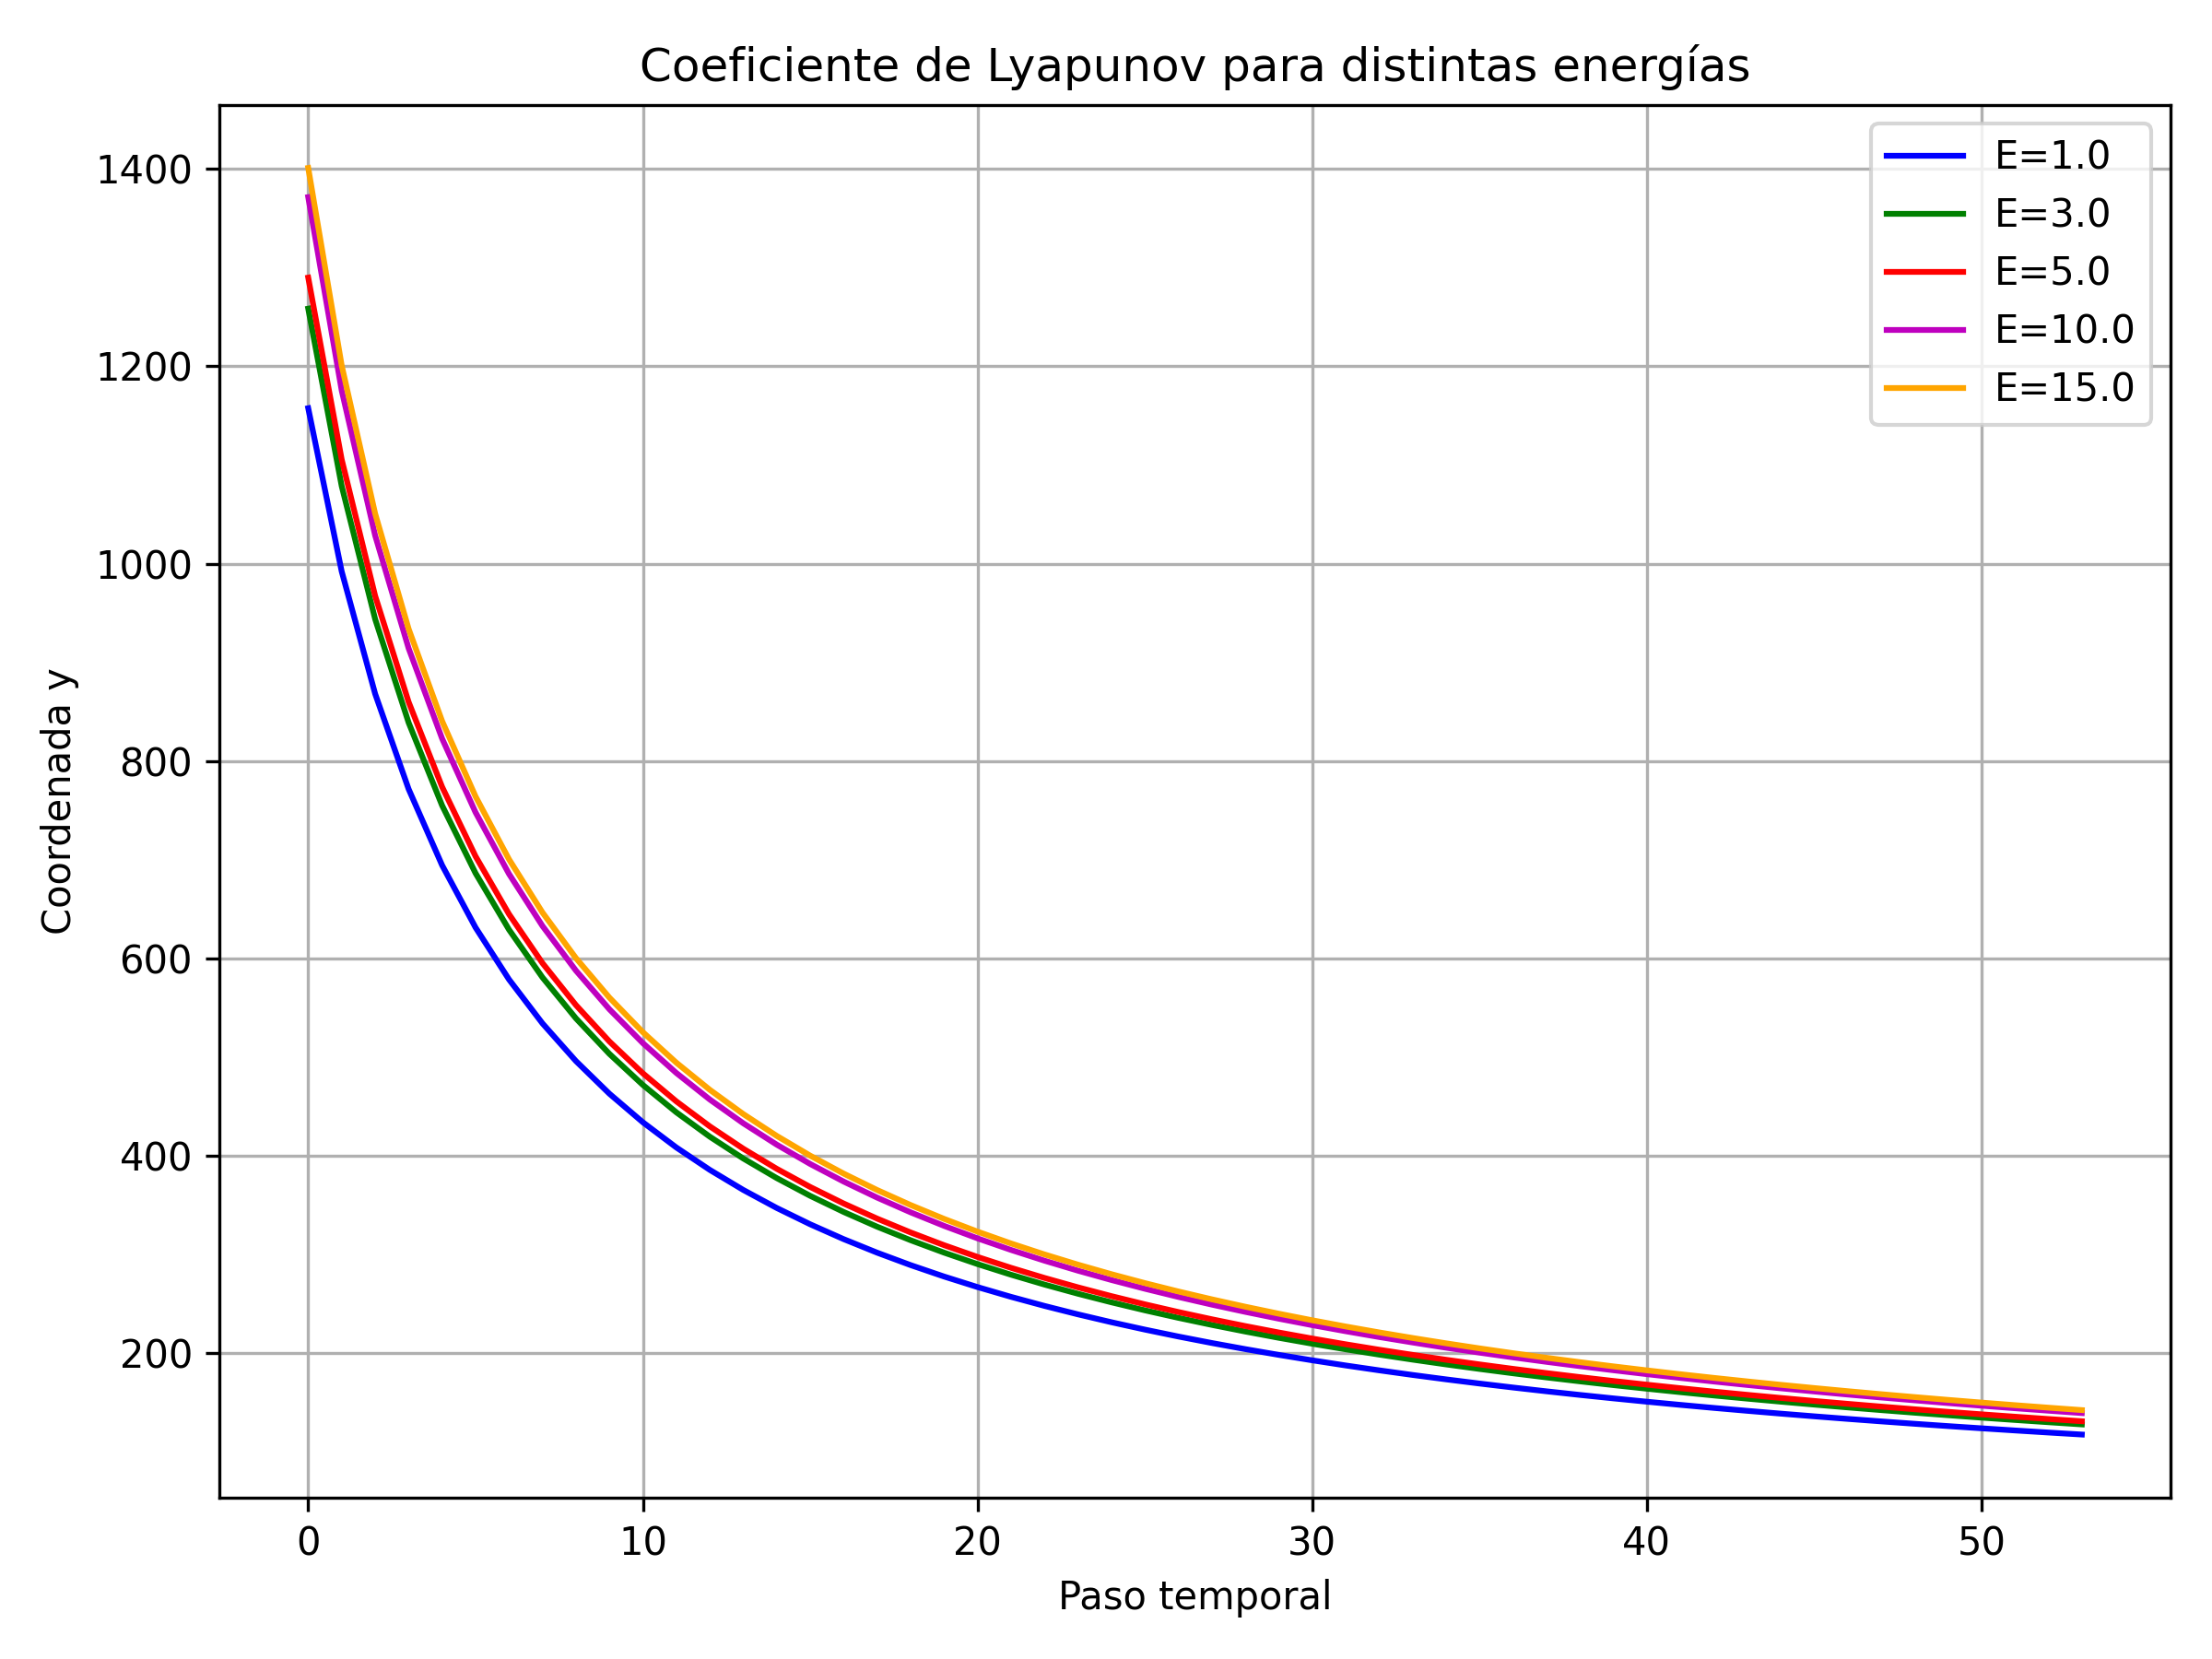 Coeficiente de Lyapunov para distintas energías
E=1.0
E=3.0
E=5.0
E=10.0
E=15.0
Coordenada y
1400
1200
1000
800
600
400
200
0 10 20 30 40 50
Paso temporal